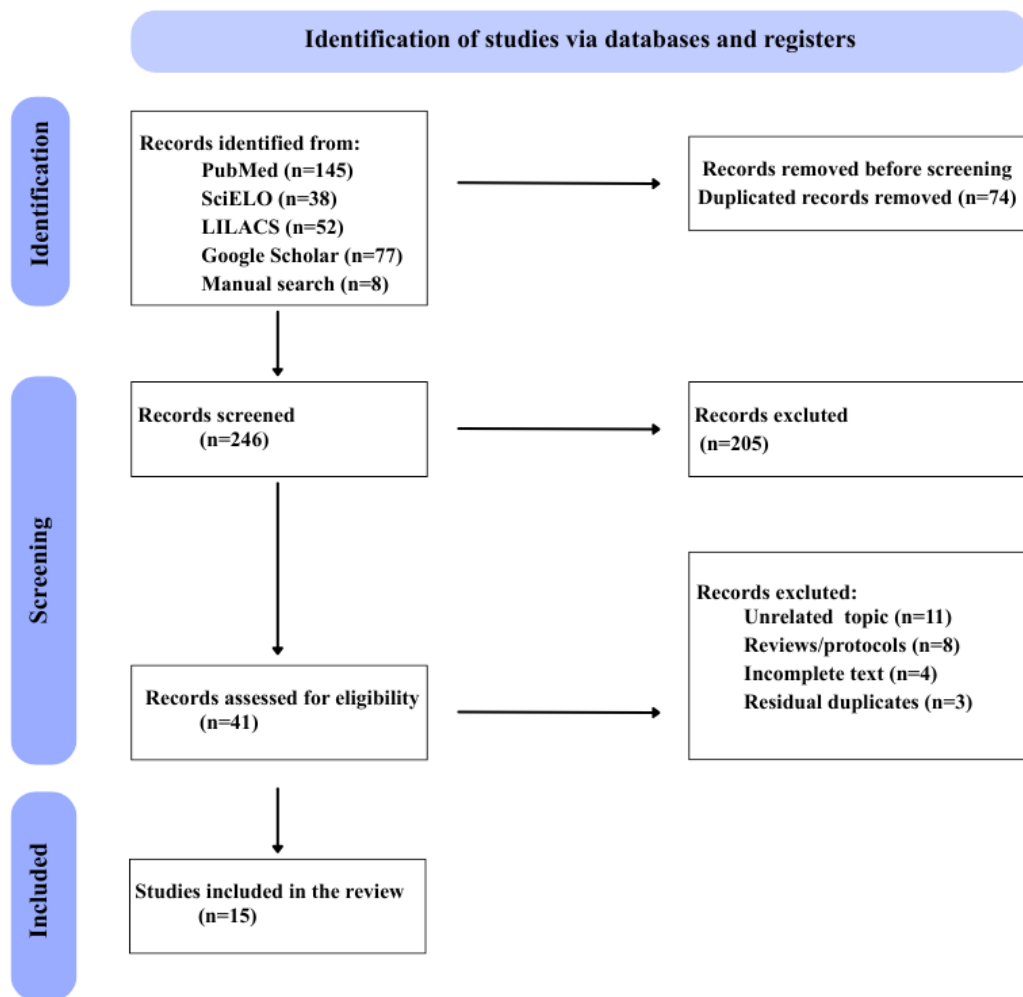 Identification of studies via databases and registers
Identification
Records identified from:
PubMed (n=145)
SciELO (n=38)
LILACS (n=52)
Google Scholar (n=77)
Manual search (n=8)
Records removed before screening
Duplicated records removed (n=74)
Screening
Records screened
(n=246)
Records excluted
(n=205)
Records assessed for eligibility
(n=41)
Records excluted:
Unrelated topic (n=11)
Reviews/protocols (n=8)
Incomplete text (n=4)
Residual duplicates (n=3)
Included
Studies included in the review
(n=15)